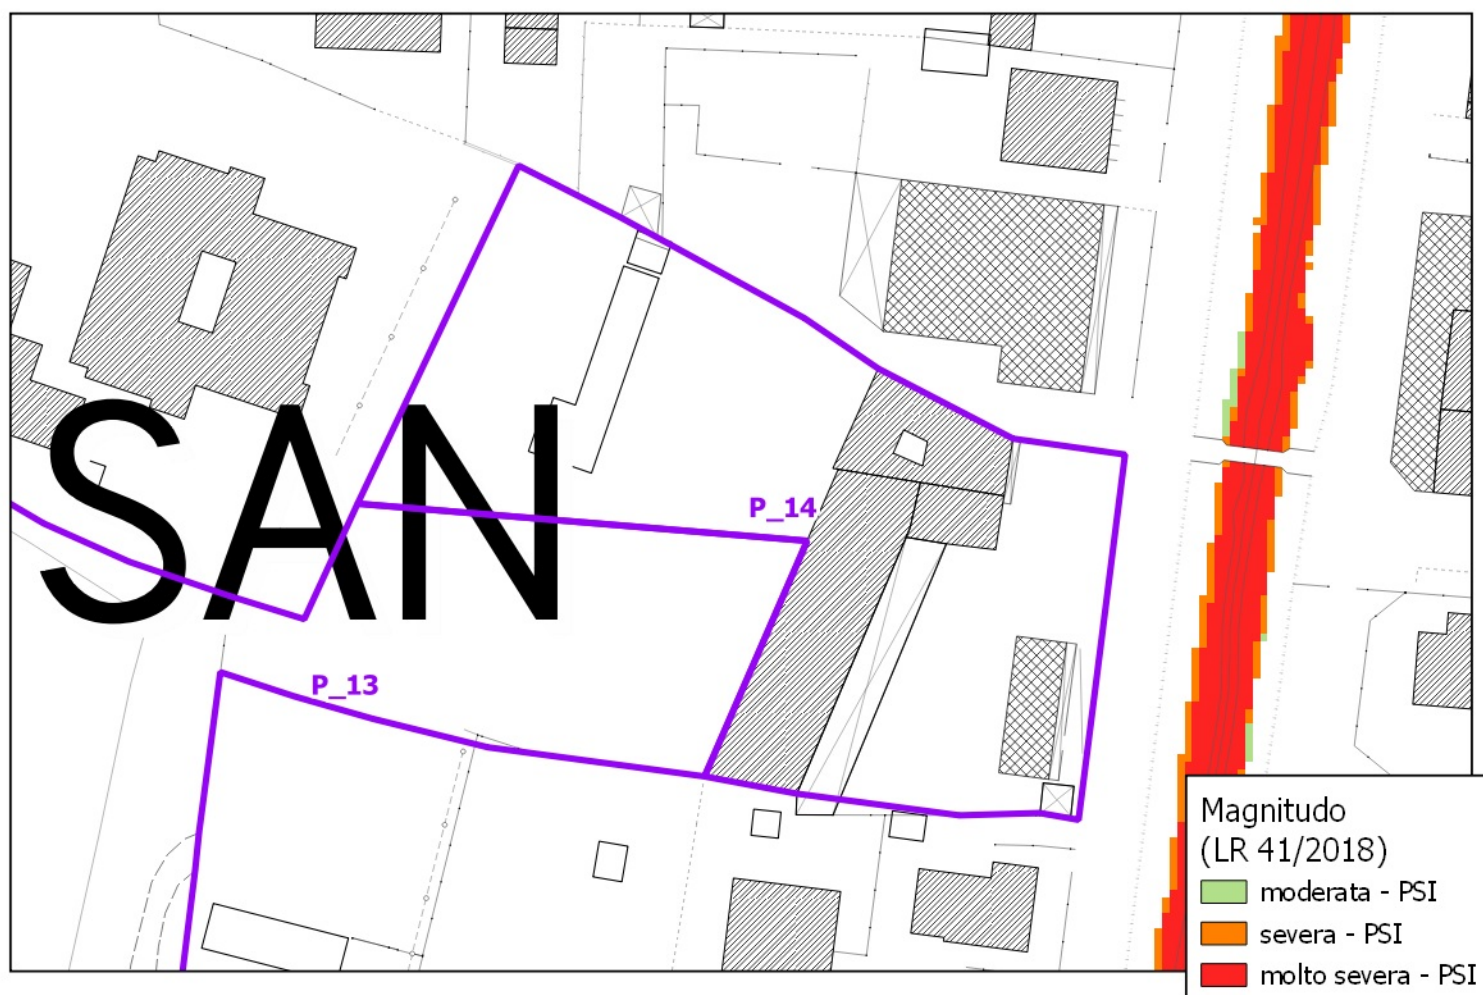 SAN
P_14
P_13
Magnitudo
(LR 41/2018)
moderata - PSI
severa - PSI
molto severa - PSI